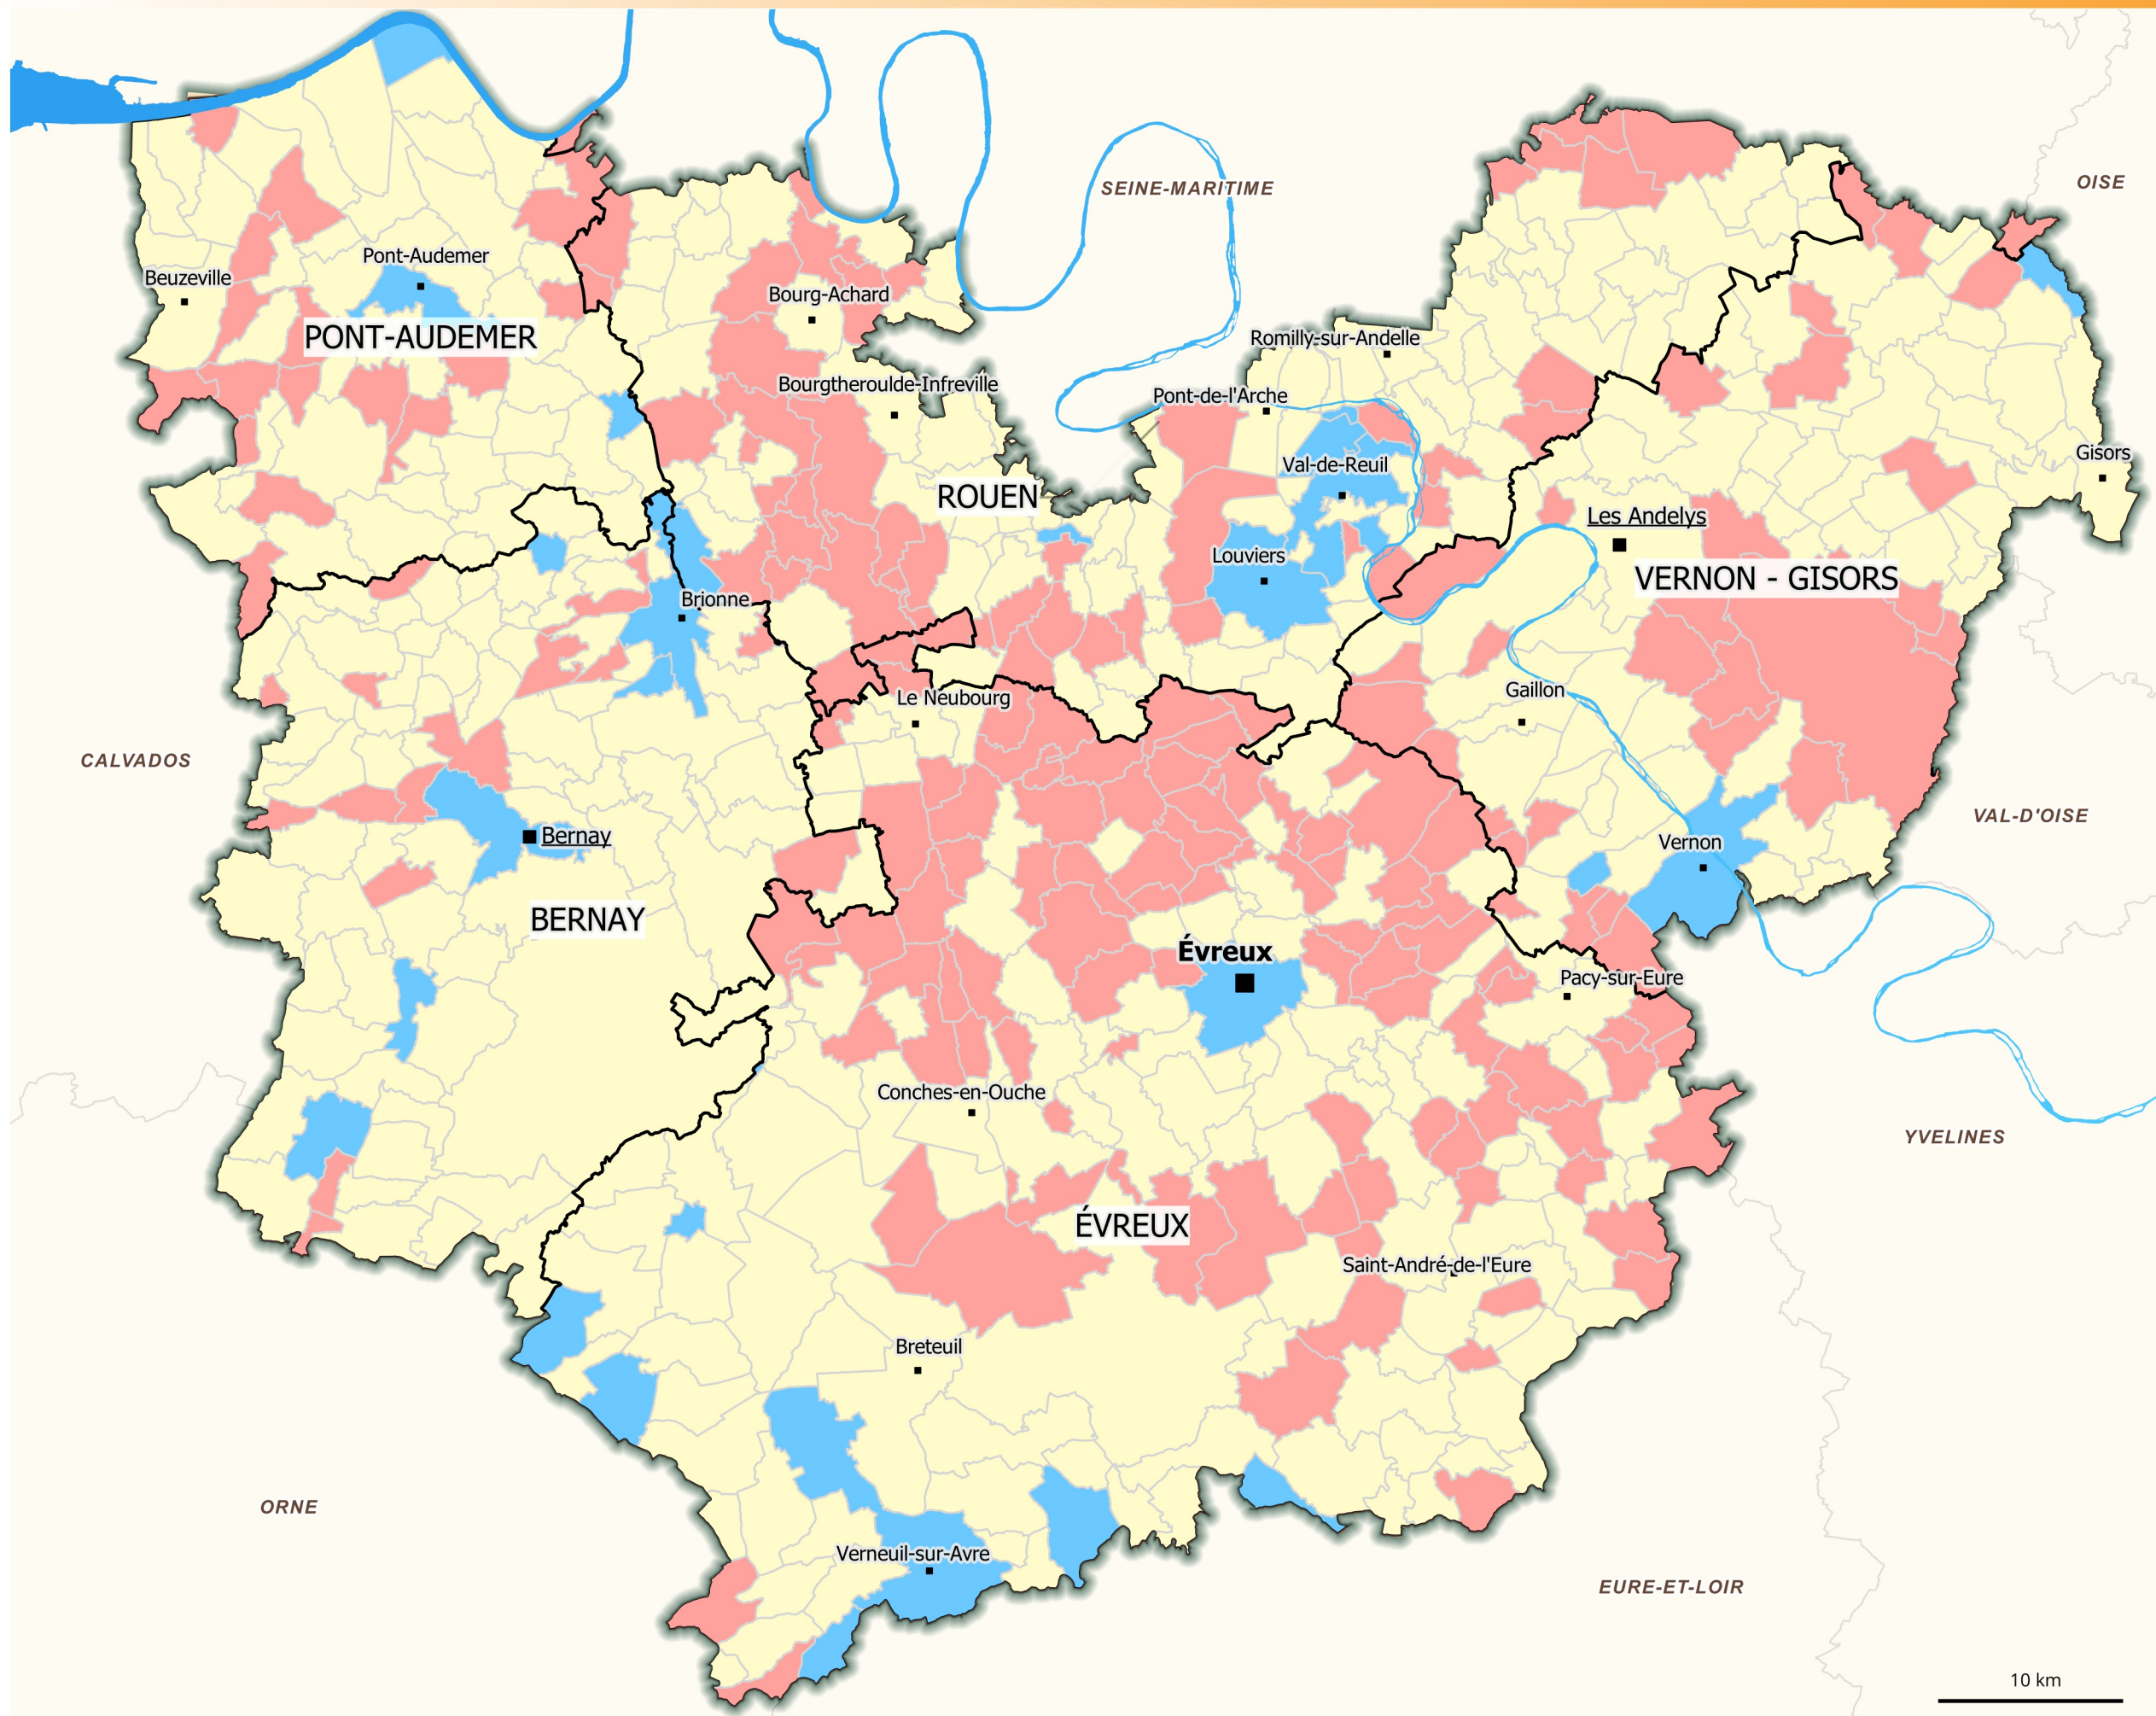 SEINE-MARITIME
OISE
Pont-Audemer
Beuzeville
Bourg-Achard
PONT-AUDEMER
Romilly-sur-Andelle
Bourgtheroulde-Infreville
Pont-de-l'Arche
Gisors
Val-de-Reuil
ROUEN
Les Andelys
Louviers
VERNON - GISORS
Brionne
Gaillon
Le Neubourg
CALVADOS
VAL-D'OISE
Bernay
Vernon
BERNAY
Évreux
Pacy-sur-Eure
Conches-en-Ouche
YVELINES
ÉVREUX
Saint-André-de-l'Eure
Breteuil
ORNE
Verneuil-sur-Avre
EURE-ET-LOIR
10 km